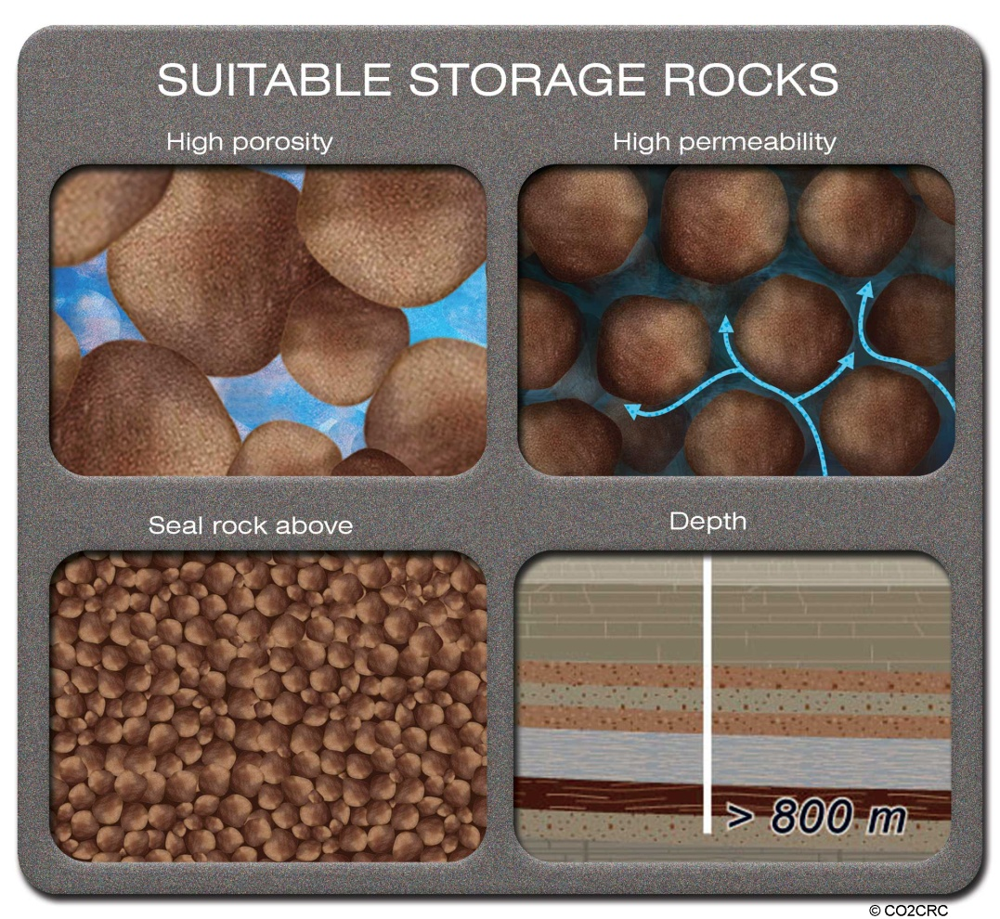 SUITABLE STORAGE ROCKS
High porosity
High permeability
Seal rock above
Depth
> 800 m
© CO2CRC